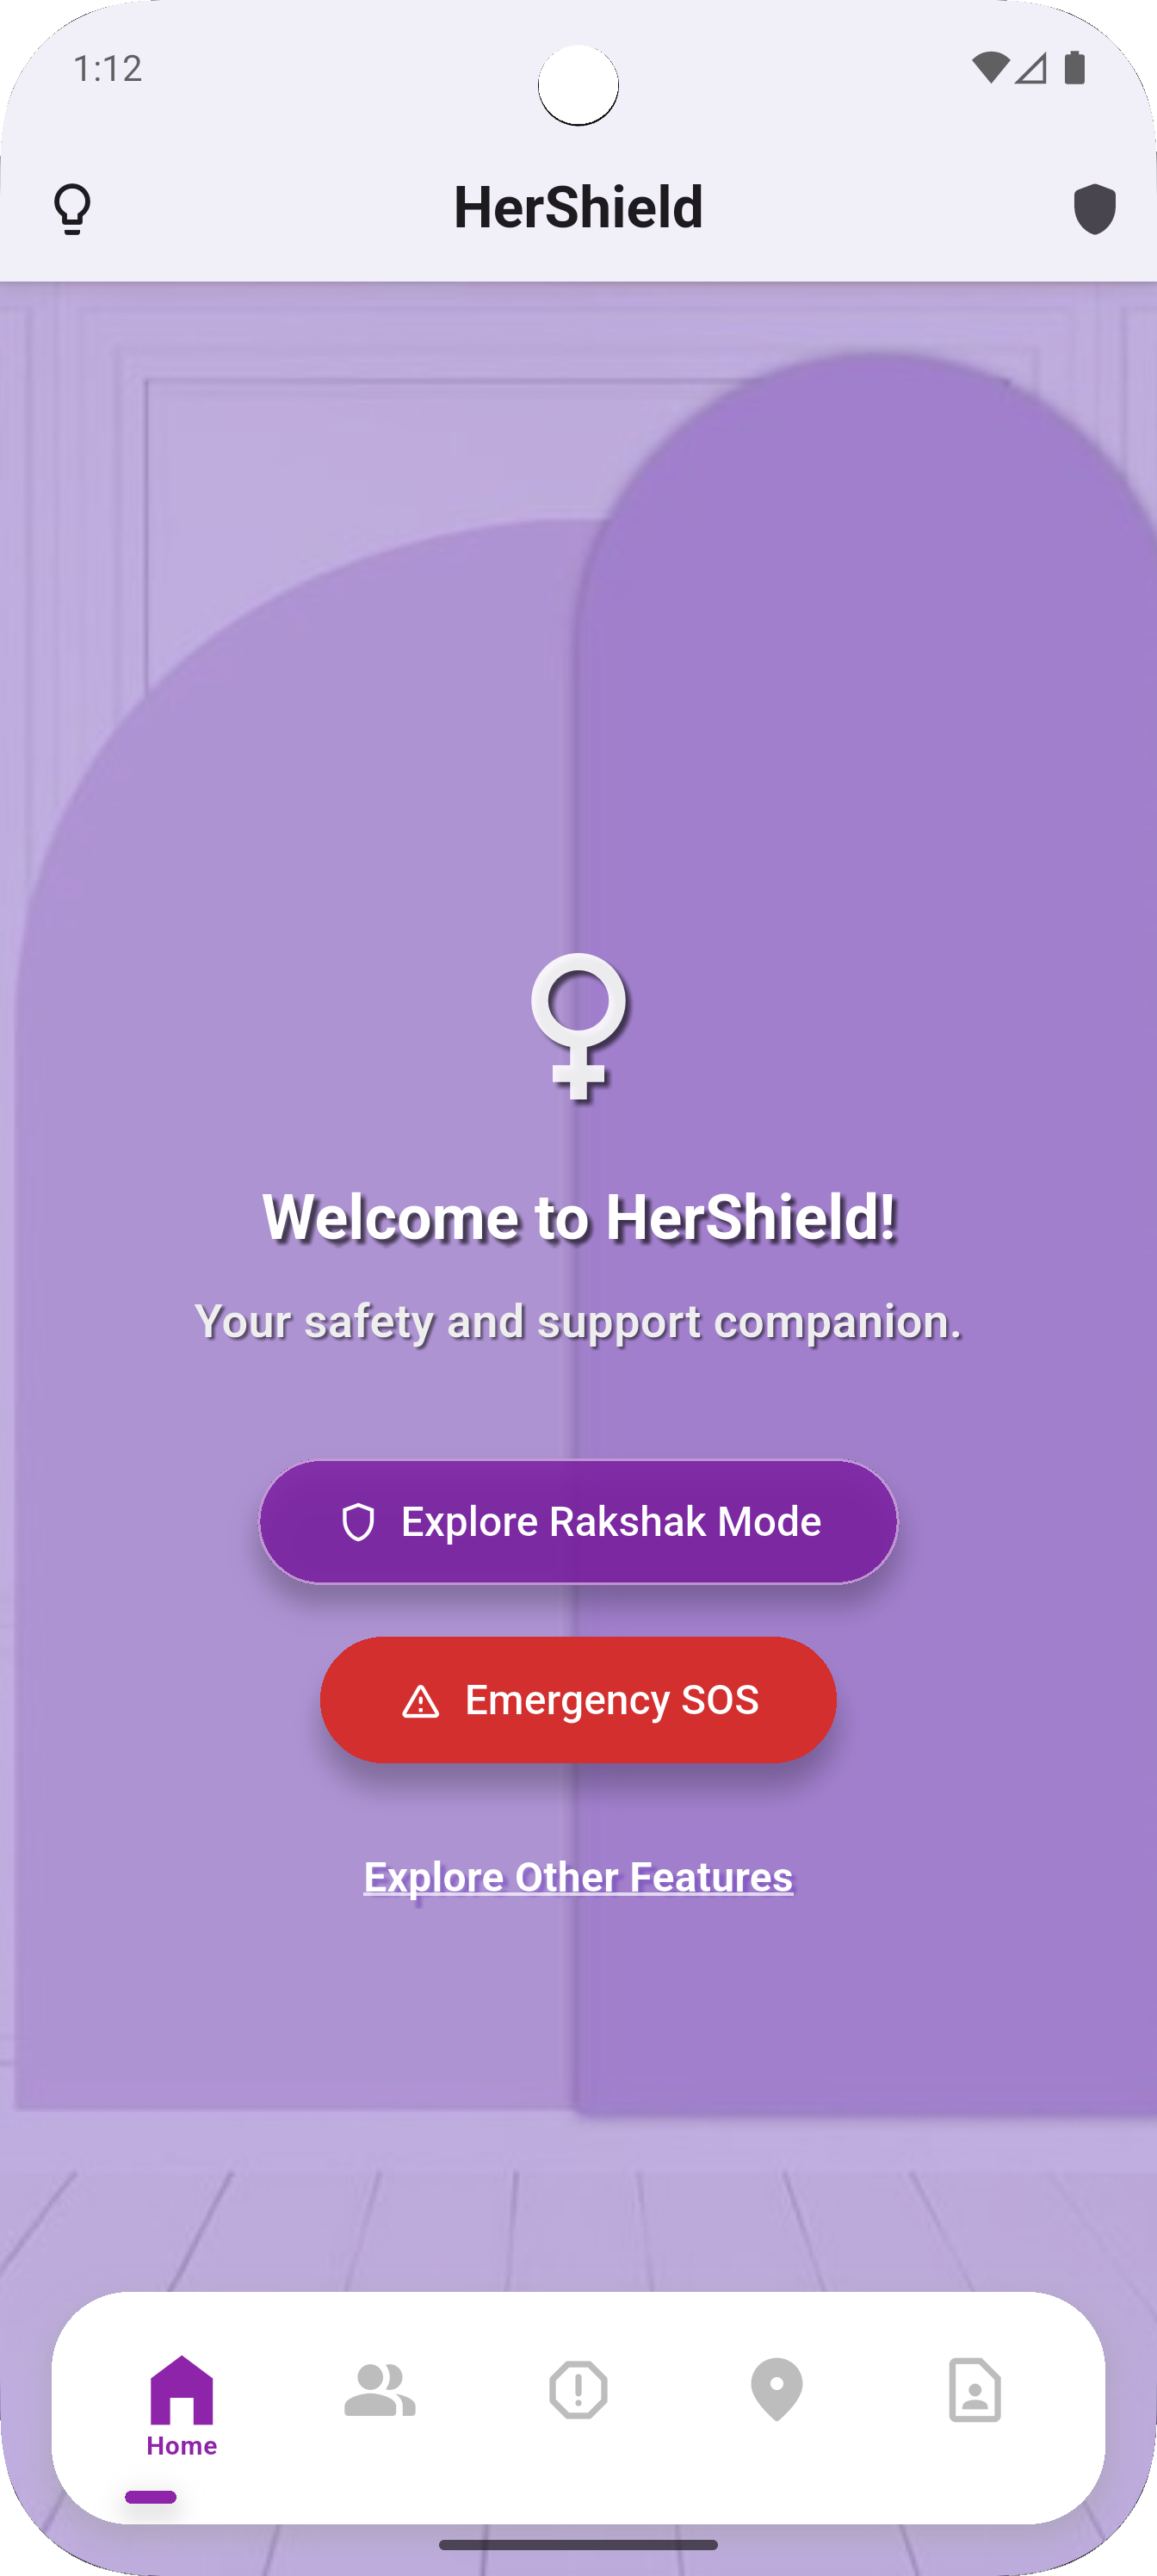 1:12
HerShield
Welcome to HerShield!
Your safety and support companion.
Explore Rakshak Mode
Emergency SOS
Explore Other Features
Home